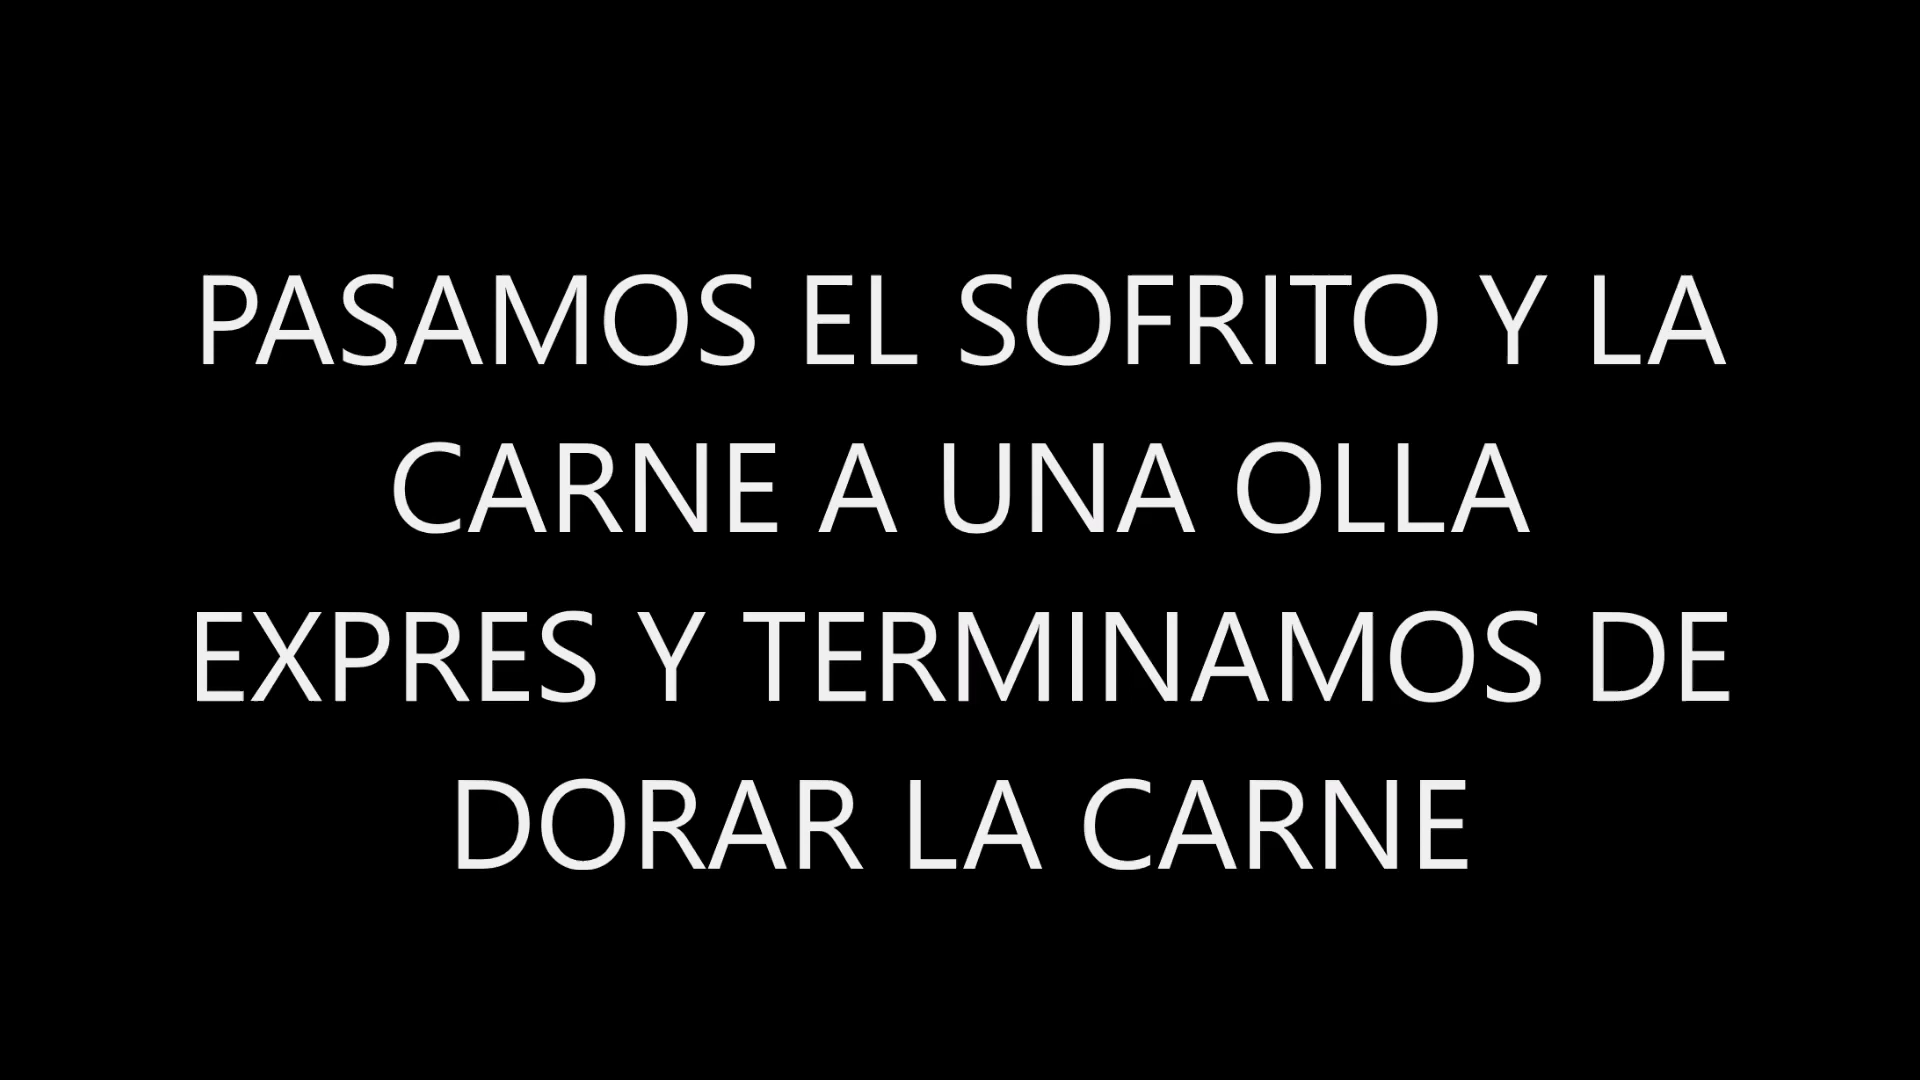 PASAMOS EL SOFRITO Y LA
CARNE A UNA OLLA
EXPRES Y TERMINAMOS DE
DORAR LA CARNE